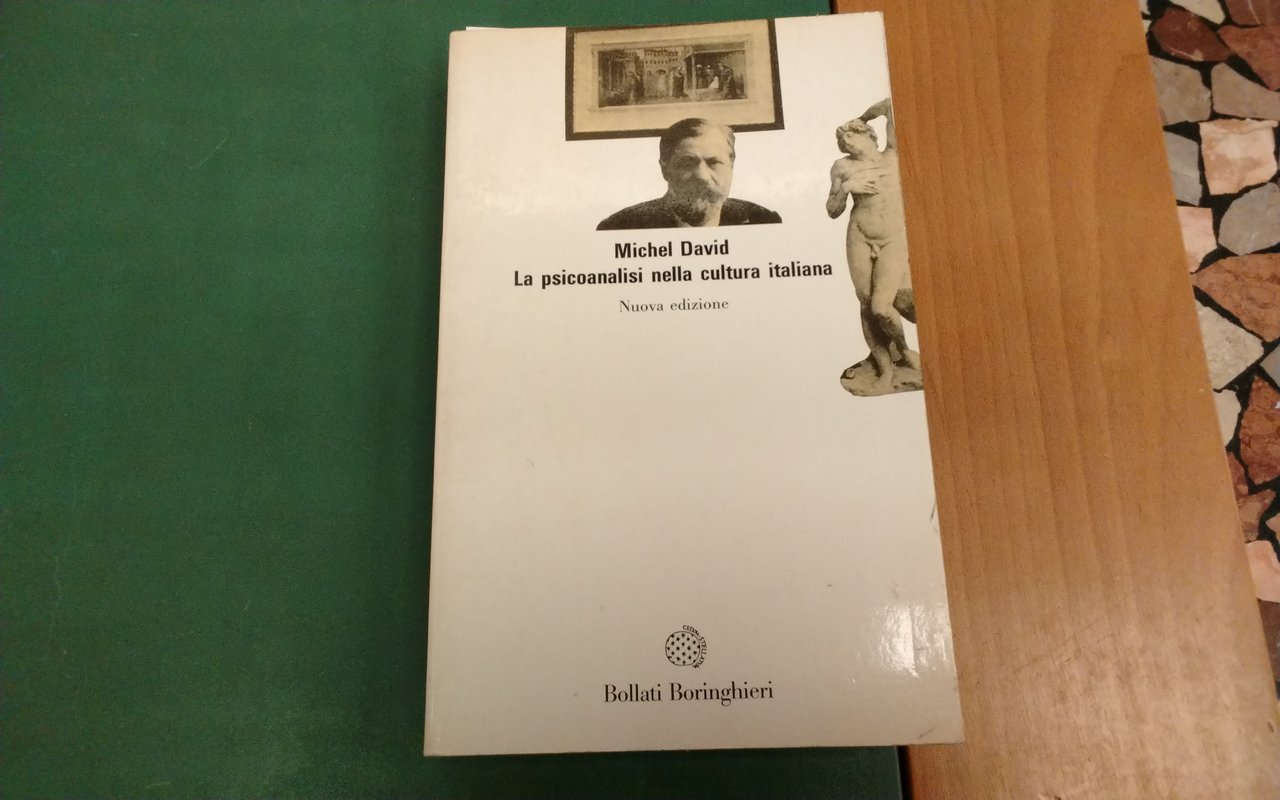 Michel David
La psicoanalisi nella cultura italiana
Nuova edizione
Bollati Boringhieri